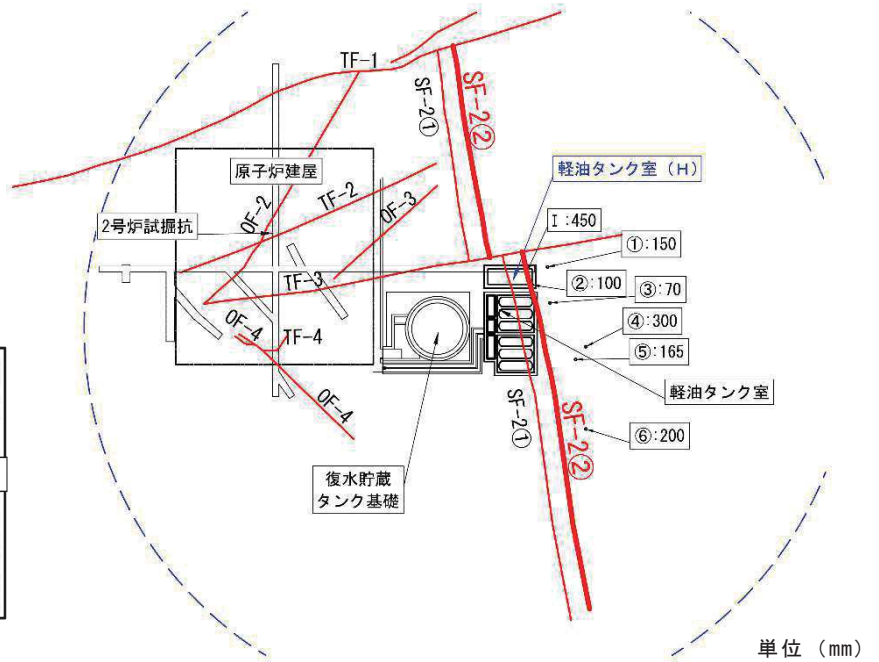 TF-1
SF-2①
SF-2②
原子炉建屋
軽油タンク室（H）
OF-2
TF-2
OF-3
I:450
2号炉試掘坑
①:150
TF-3
②:100
③:70
OF-4
TF-4
④:300
⑤:165
OF-4
軽油タンク室
SF-2①
SF-2②
⑥:200
復水貯蔵
タンク基礎
単位（mm）